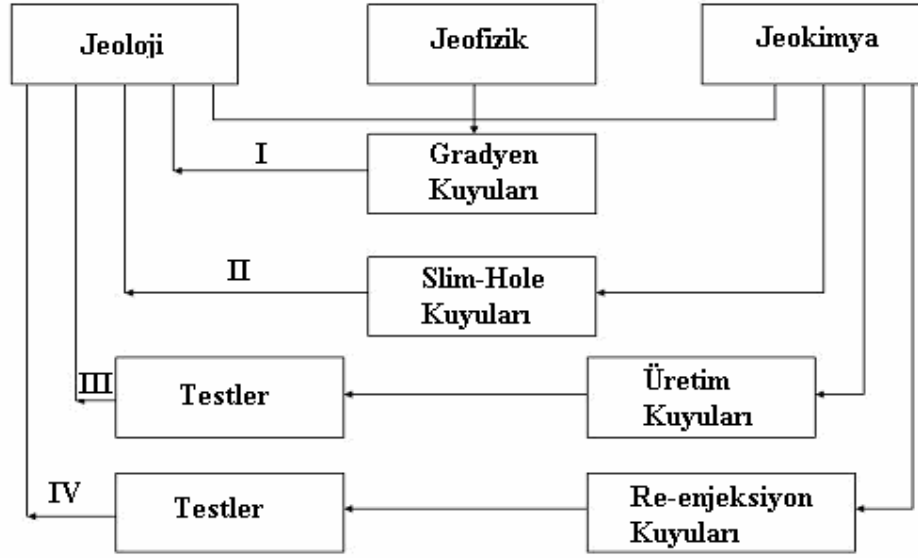 Jeoloji
Jeofizik
Jeokimya
I
Gradyen
Kuyuları
II
Slim-Hole
Kuyuları
III
Testler
Üretim
Kuyuları
IV
Testler
Re-enjeksiyon
Kuyuları